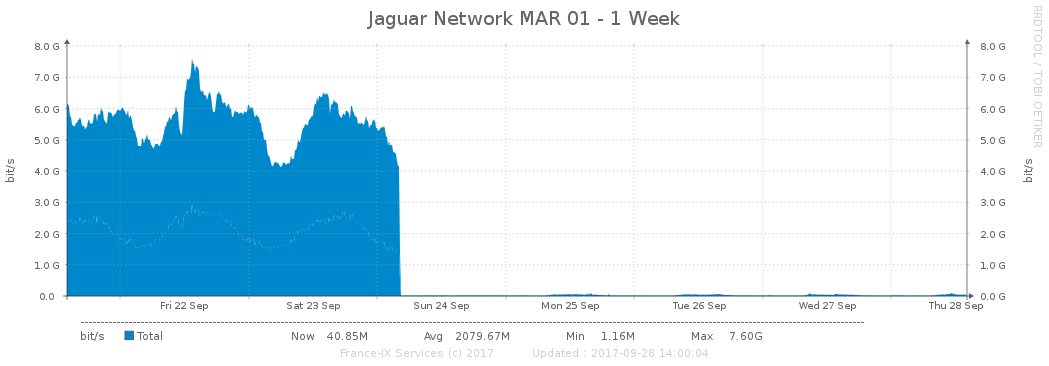 Jaguar Network MAR 01 - 1 Week
RRDTOOL / TOBI OETIKER
bit/s
bit/s
8.0 G 8.0 G
7.0 G 7.0 G
6.0 G 6.0 G
5.0 G 5.0 G
4.0 G 4.0 G
3.0 G 3.0 G
2.0 G 2.0 G
1.0 G 1.0 G
0.0 0.0 G
Fri 22 Sep Sat 23 Sep Sun 24 Sep Mon 25 Sep Tue 26 Sep Wed 27 Sep Thu 28 Sep
bit/s Total Now 40.85M Avg 2079.67M Min 1.16M Max 7.60G
France-IX Services (c) 2017 Updated : 2017-09-28 14:00:04